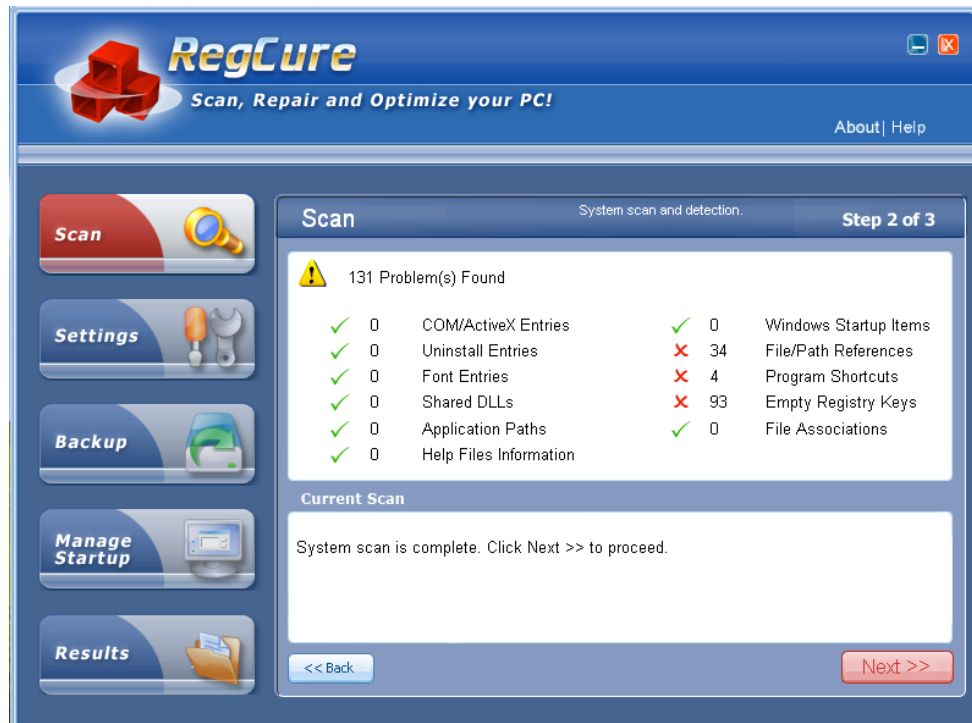 RegCure
Scan, Repair and Optimize your PC!
About| Help
Scan
Settings
Backup
Manage
Startup
Results
Scan
System scan and detection.
Step 2 of 3
131 Problem(s) Found
0 COM/ActiveX Entries
0 Uninstall Entries
0 Font Entries
0 Shared DLLs
0 Application Paths
0 Help Files Information
0 Windows Startup Items
34 File/Path References
4 Program Shortcuts
93 Empty Registry Keys
0 File Associations
Current Scan
System scan is complete. Click Next >> to proceed.
<< Back
Next >>